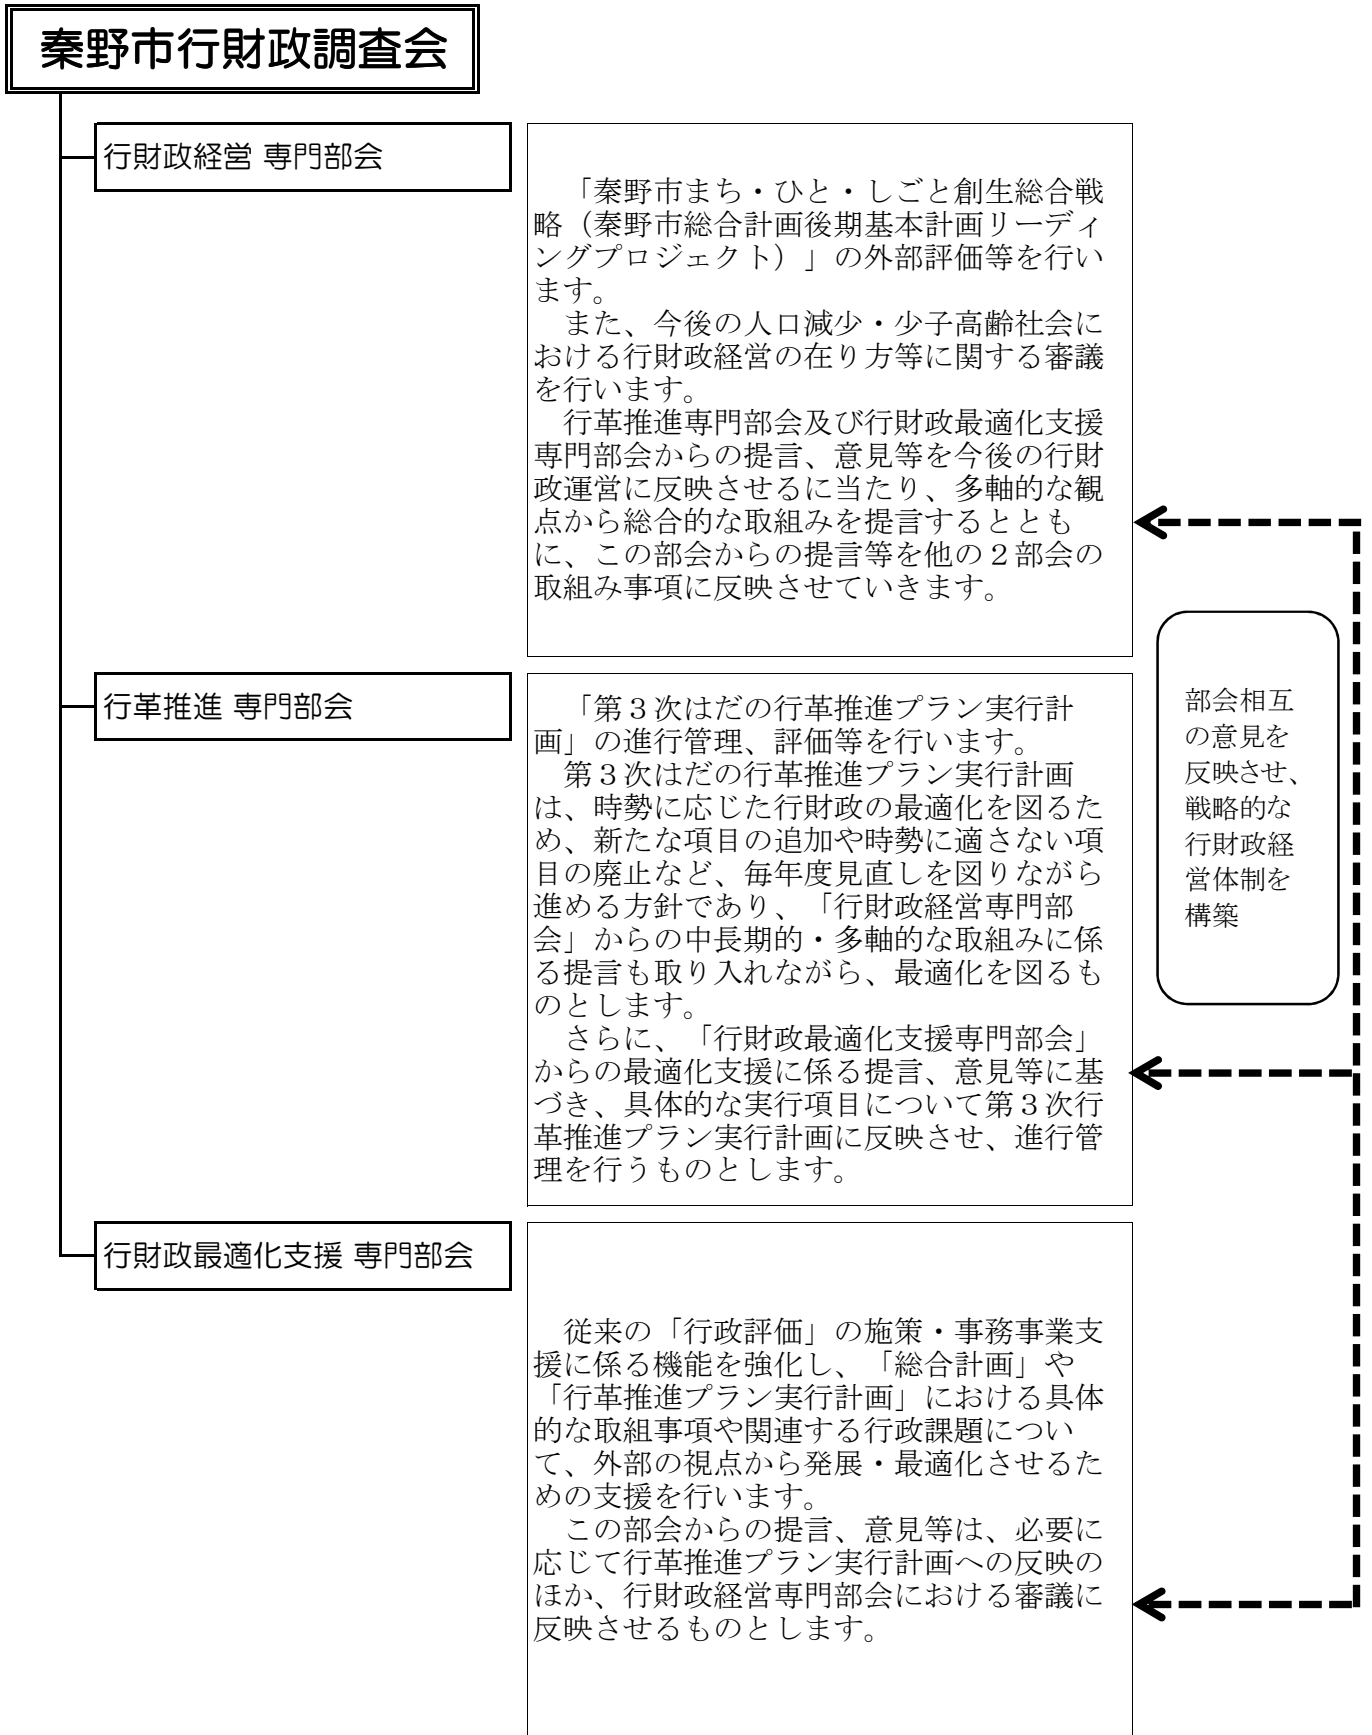 秦野市行財政調査会
行財政経営 専門部会
「秦野市まち・ひと・しごと創生総合戦
略（秦野市総合計画後期基本計画リーディ
ングプロジェクト）」の外部評価等を行い
ます。
また、今後の人口減少・少子高齢社会に
おける行財政経営の在り方等に関する審議
を行います。
行革推進専門部会及び行財政最適化支援
専門部会からの提言、意見等を今後の行財
政運営に反映させるに当たり、多軸的な観
点から総合的な取組みを提言するととも
に、この部会からの提言等を他の２部会の
取組み事項に反映させていきます。
行革推進 専門部会
「第３次はだの行革推進プラン実行計
画」の進行管理、評価等を行います。
第３次はだの行革推進プラン実行計画
は、時勢に応じた行財政の最適化を図るた
め、新たな項目の追加や時勢に適さない項
目の廃止など、毎年度見直しを図りながら
進める方針であり、「行財政経営専門部
会」からの中長期的・多軸的な取組みに係
る提言も取り入れながら、最適化を図るも
のとします。
さらに、「行財政最適化支援専門部会」
からの最適化支援に係る提言、意見等に基
づき、具体的な実行項目について第３次行
革推進プラン実行計画に反映させ、進行管
理を行うものとします。
行財政最適化支援 専門部会
従来の「行政評価」の施策・事務事業支
援に係る機能を強化し、「総合計画」や
「行革推進プラン実行計画」における具体
的な取組事項や関連する行政課題につい
て、外部の視点から発展・最適化させるた
めの支援を行います。
この部会からの提言、意見等は、必要に
応じて行革推進プラン実行計画への反映の
ほか、行財政経営専門部会における審議に
反映させるものとします。
部会相互
の意見を
反映させ、
戦略的な
行財政経
営体制を
構築